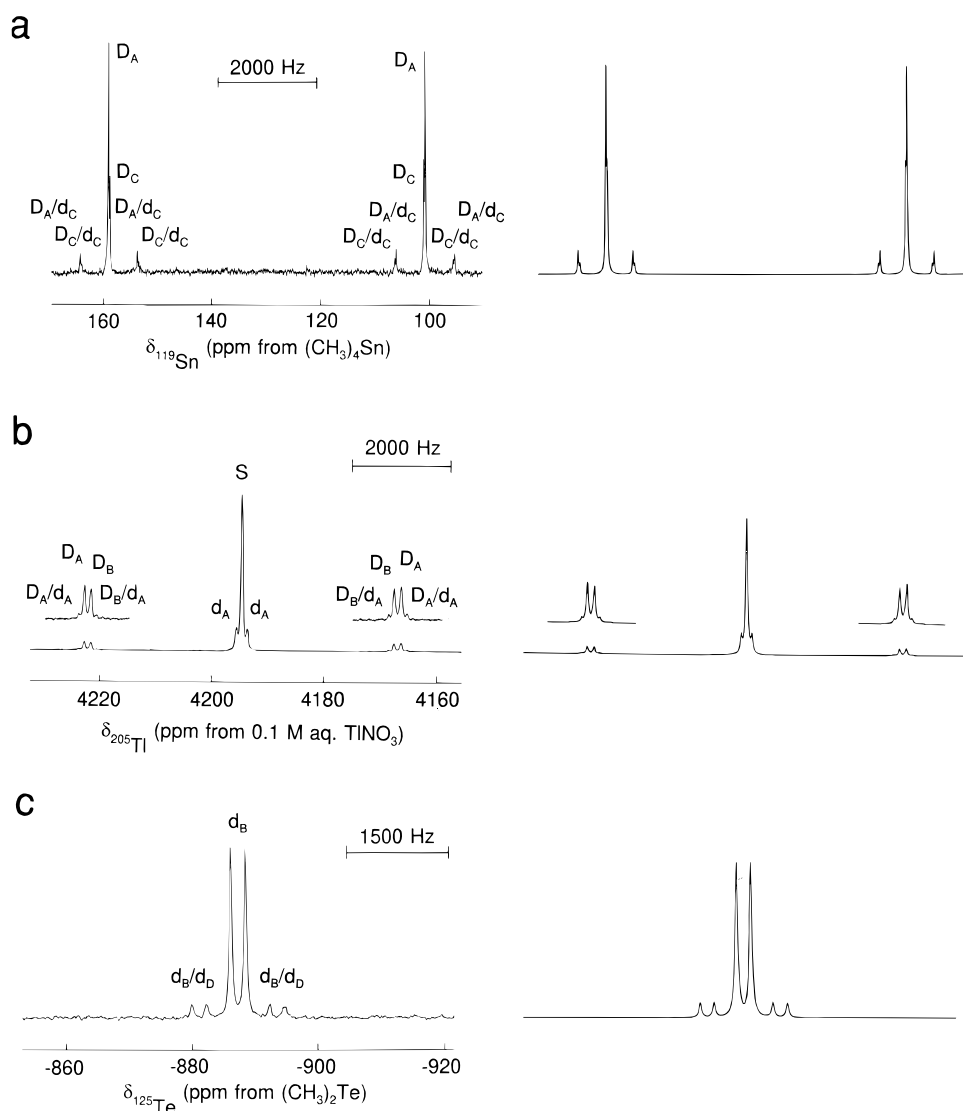 a
D_A
2000 Hz
D_A
D_C
D_C
D_A/d_C D_A/d_C
D_A/d_C D_A/d_C
D_C/d_C D_C/d_C
D_C/d_C D_C/d_C
160 140 120 100
δ_119Sn (ppm from (CH3)4Sn)
b
2000 Hz
S
D_A D_B
D_B D_A
D_A/d_A D_B/d_A
d_A d_A
D_B/d_A D_A/d_A
4220 4200 4180 4160
δ_205Tl (ppm from 0.1 M aq. TlNO3)
c
d_B
1500 Hz
d_B/d_D d_B/d_D
-860 -880 -900 -920
δ_125Te (ppm from (CH3)2Te)